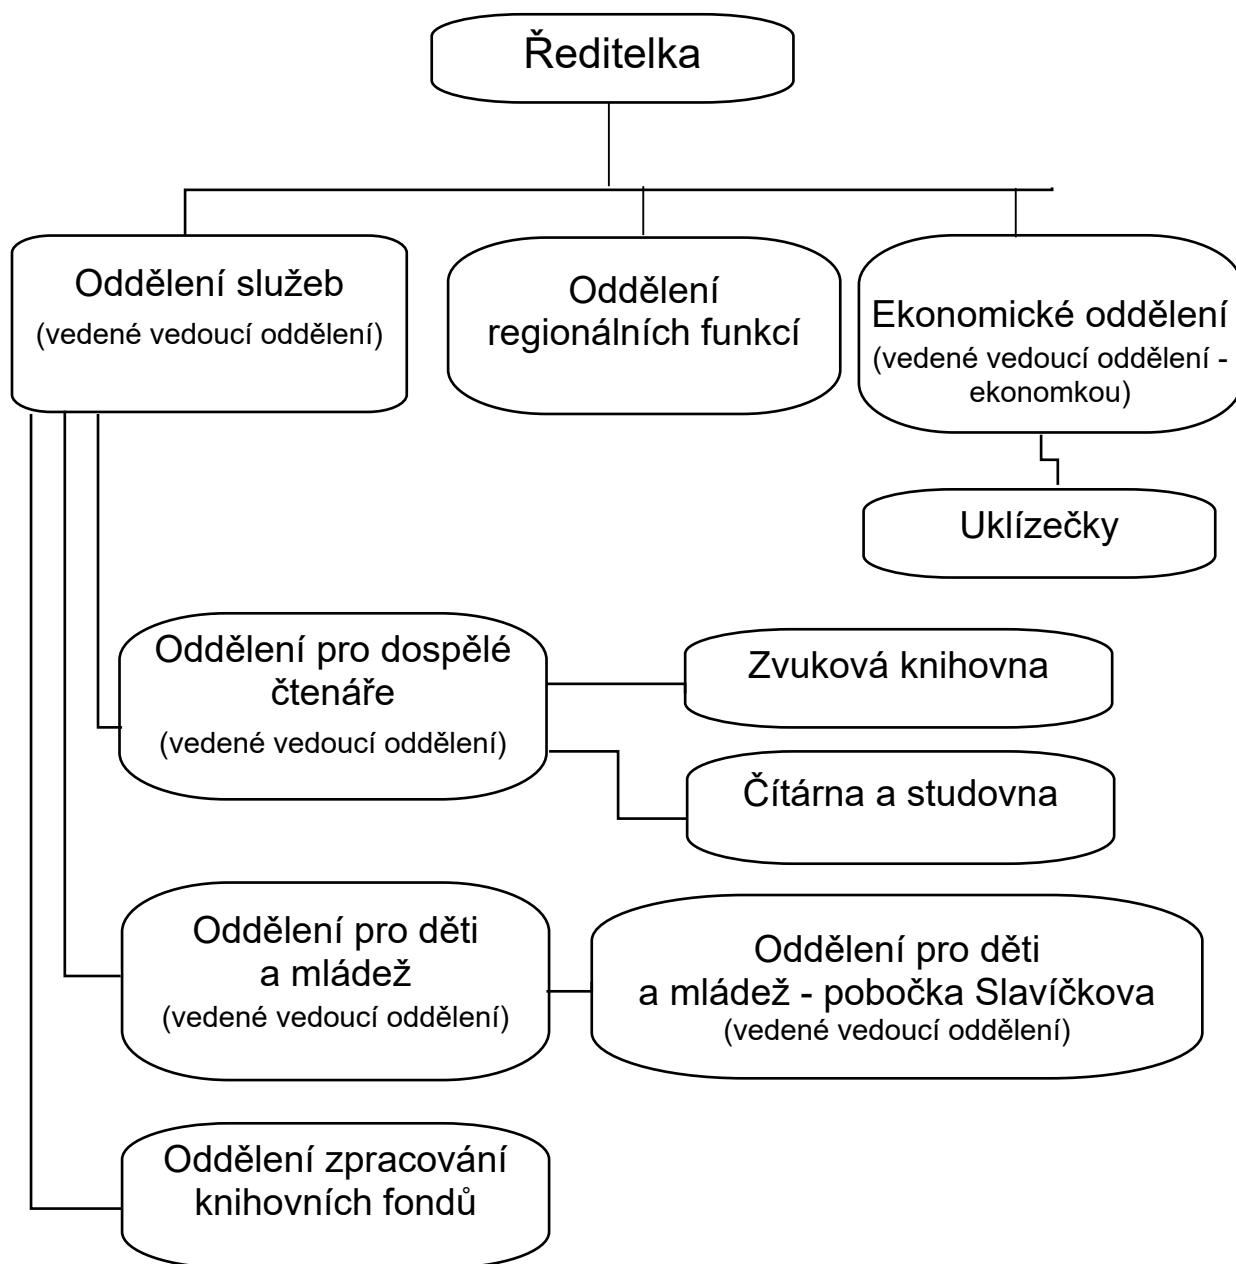 Ředitelka
Oddělení služeb
(vedené vedoucí oddělení)
Oddělení
regionálních funkcí
Ekonomické oddělení
(vedené vedoucí oddělení -
ekonomkou)
Uklízečky
Oddělení pro dospělé
čtenáře
(vedené vedoucí oddělení)
Zvuková knihovna
Čítárna a studovna
Oddělení pro děti
a mládež
(vedené vedoucí oddělení)
Oddělení pro děti
a mládež - pobočka Slavíčkova
(vedené vedoucí oddělení)
Oddělení zpracování
knihovních fondů